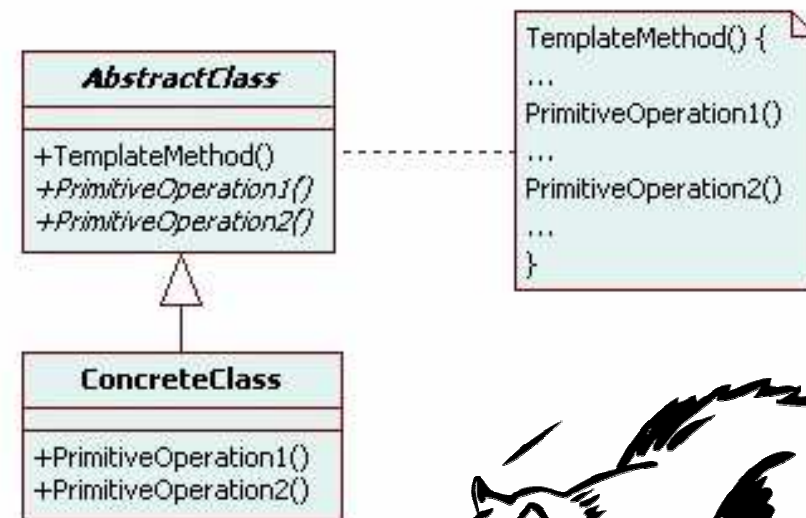 AbstractClass
+TemplateMethod()
+PrimitiveOperation1()
+PrimitiveOperation2()
TemplateMethod() {
...
PrimitiveOperation1()
...
PrimitiveOperation2()
...
}
ConcreteClass
+PrimitiveOperation1()
+PrimitiveOperation2()